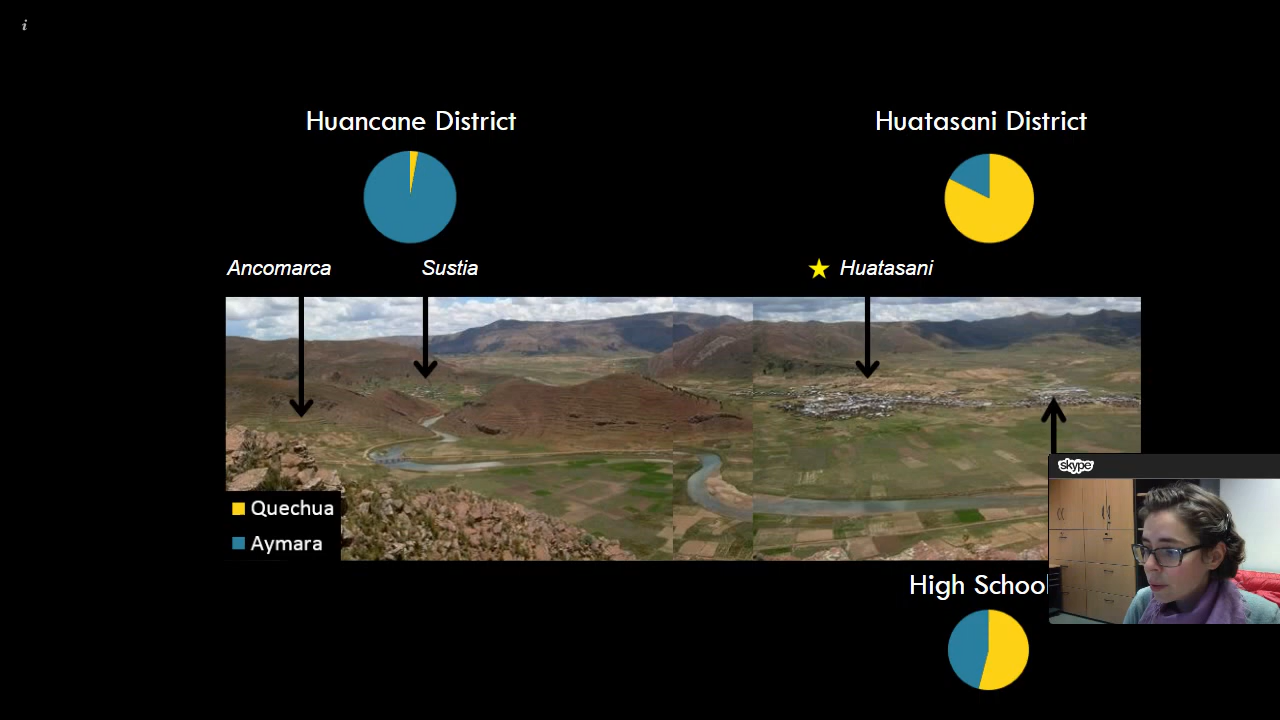 i
Huancane District
Huatasani District
Ancomarca
Sustia
Huatasani
Quechua
Aymara
skype
High School